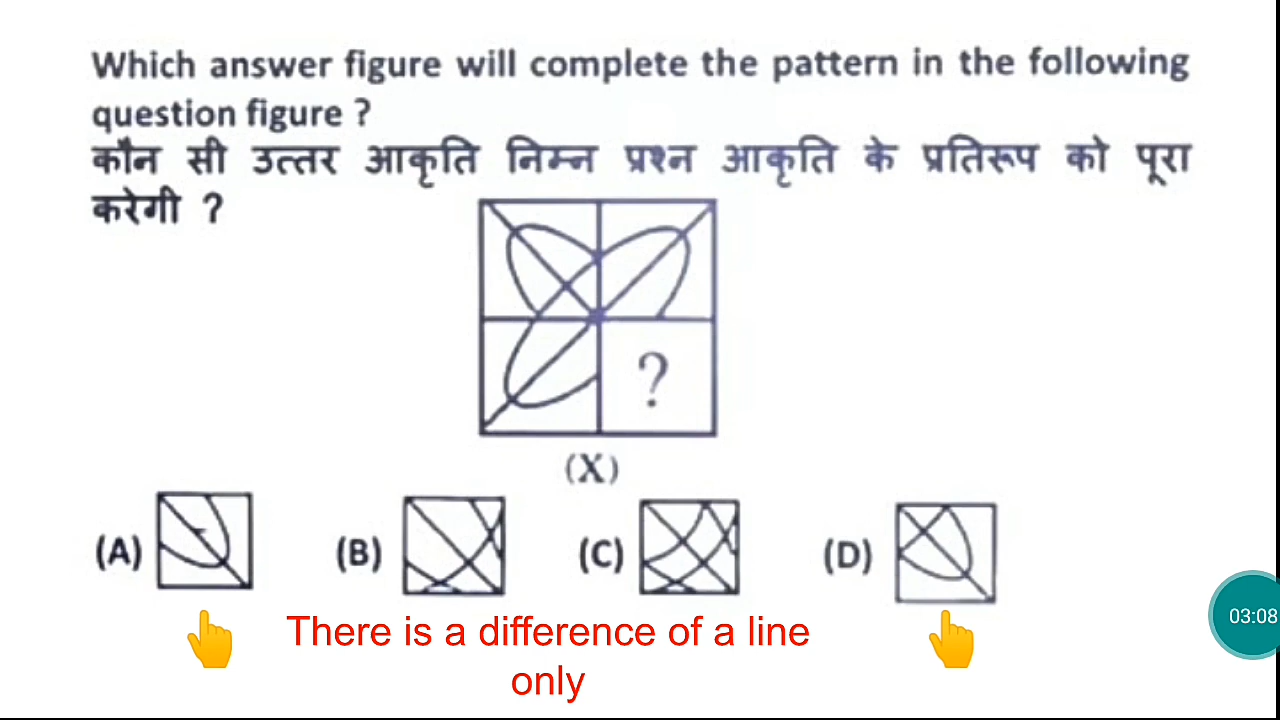 Which answer figure will complete the pattern in the following
question figure ?
कौन सी उत्तर आकृति निम्न प्रश्न आकृति के प्रतिरूप को पूरा
करेगी ?
?
(X)
(A) (B) (C) (D)
There is a difference of a line
only
03:08